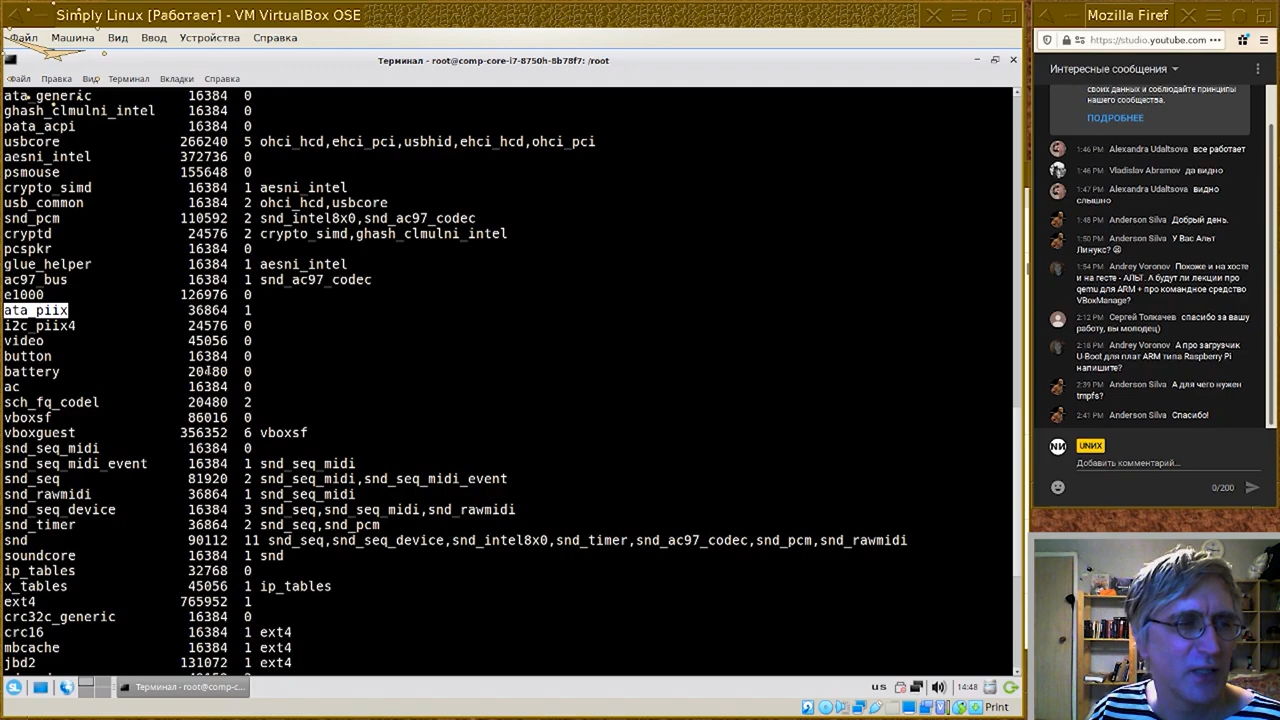 Simply Linux [Работает] - VM VirtualBox OSE
Файл Машина Вид Ввод Устройства Справка
Терминал - root@comp-core-i7-8750h-8b78f7: /root
Файл Правка Вид Терминал Вкладки Справка
ata_generic 16384 0
ghash_clmulni_intel 16384 0
pata_acpi 16384 0
usbcore 266240 5 ohci_hcd,ehci_pci,usbhid,ehci_hcd,ohci_pci
aesni_intel 372736 0
psmouse 155648 0
crypto_simd 16384 1 aesni_intel
usb_common 16384 2 ohci_hcd,usbcore
snd_pcm 110592 2 snd_intel8x0,snd_ac97_codec
cryptd 24576 2 crypto_simd,ghash_clmulni_intel
pcspkr 16384 0
glue_helper 16384 1 aesni_intel
ac97_bus 16384 1 snd_ac97_codec
e1000 126976 0
ata_piix 36864 1
i2c_piix4 24576 0
video 45056 0
button 16384 0
battery 20480 0
ac 16384 0
sch_fq_codel 20480 2
vboxsf 86016 0
vboxguest 356352 6 vboxsf
snd_seq_midi 16384 0
snd_seq_midi_event 16384 1 snd_seq_midi
snd_seq 81920 2 snd_seq_midi,snd_seq_midi_event
snd_rawmidi 36864 1 snd_seq_midi
snd_seq_device 16384 3 snd_seq,snd_seq_midi,snd_rawmidi
snd_timer 36864 2 snd_seq,snd_pcm
snd 90112 11 snd_seq,snd_seq_device,snd_intel8x0,snd_timer,snd_ac97_codec,snd_pcm,snd_rawmidi
soundcore 16384 1 snd
ip_tables 32768 0
x_tables 45056 1 ip_tables
ext4 765952 1
crc32c_generic 16384 0
crc16 16384 1 ext4
mbcache 16384 1 ext4
jbd2 131072 1 ext4
Терминал - root@comp-c...
us 14:48
Print
Mozilla Firef
https://studio.youtube.com
Интересные сообщения
своих данных и соблюдайте принципы
нашего сообщества.
ПОДРОБНЕЕ
1:46 PM Alexandra Udaltsova все работает
1:46 PM Vladislav Abramov да видно
1:47 PM Alexandra Udaltsova видно
слышно
1:48 PM Anderson Silva Добрый день.
1:50 PM Anderson Silva У Вас Альт
Линукс?
1:54 PM Andrey Voronov Похоже и на хосте
и на гесте - АЛЬТ. А будут ли лекции про
qemu для ARM + про командное средство
VBoxManage?
2:12 PM Сергей Толкачев спасибо за вашу
работу, вы молодец)
2:18 PM Andrey Voronov А про загрузчик
U-Boot для плат ARM типа Raspberry Pi
напишите?
2:39 PM Anderson Silva А для чего нужен
tmpfs?
2:41 PM Anderson Silva Спасибо!
UNИX
Добавить комментарий...
0/200